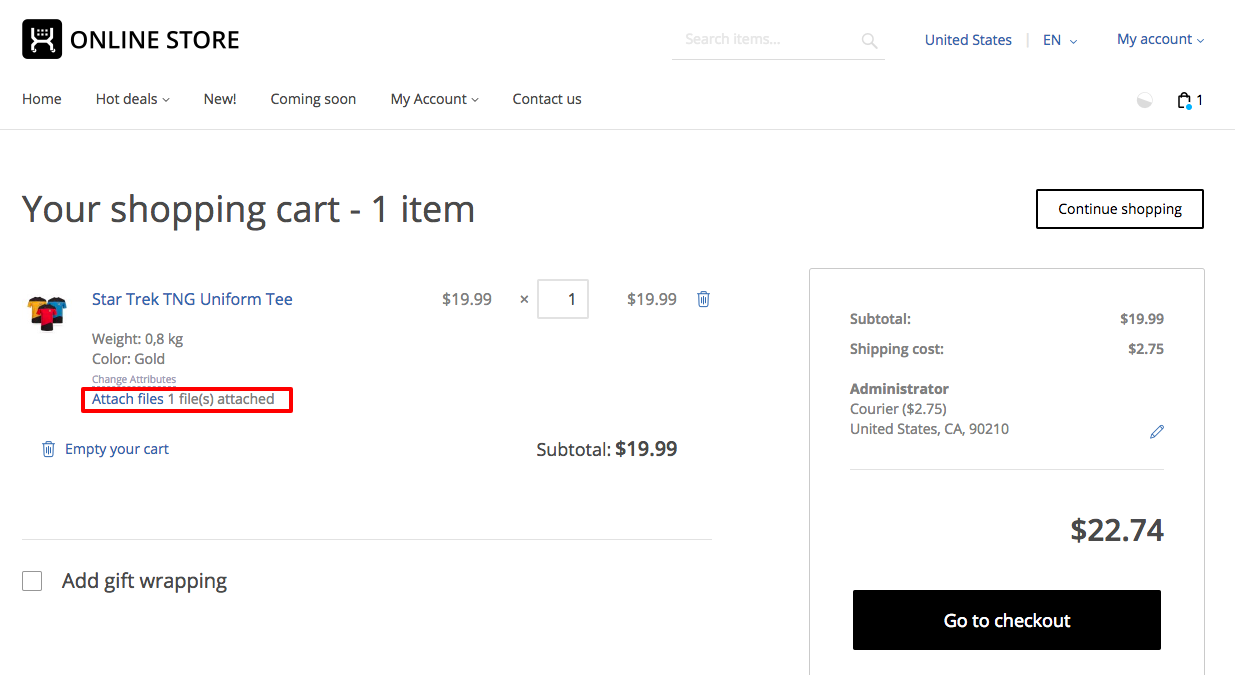 ONLINE STORE
Search items...
United States | EN
My account
Home
Hot deals
New!
Coming soon
My Account
Contact us
1
Your shopping cart - 1 item
Continue shopping
Star Trek TNG Uniform Tee
$19.99 × 1 $19.99
Weight: 0,8 kg
Color: Gold
Change Attributes
Attach files 1 file(s) attached
Empty your cart
Subtotal: $19.99
Add gift wrapping
Subtotal: $19.99
Shipping cost: $2.75
Administrator
Courier ($2.75)
United States, CA, 90210
$22.74
Go to checkout